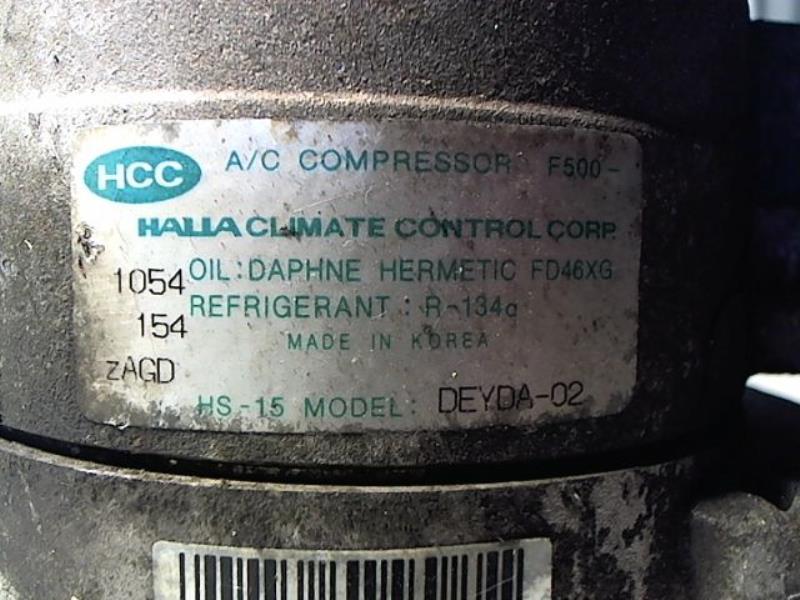 HCC A/C COMPRESSOR F500-
HALLA CLIMATE CONTROL CORP.
1054 OIL:DAPHNE HERMETIC FD46XG
154 REFRIGERANT : R-134a
MADE IN KOREA
ZAGD
HS-15 MODEL: DEYDA-02